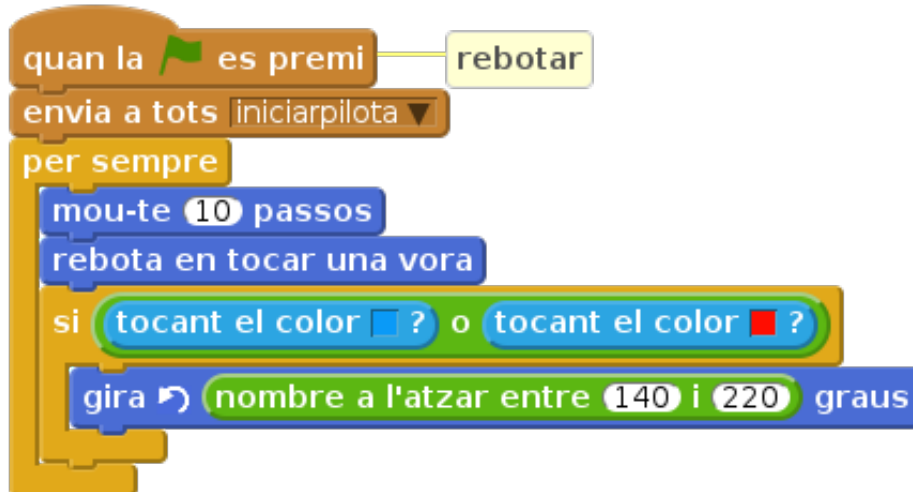 quan la es premi rebotar
envia a tots iniciarpilota
per sempre
mou-te 10 passos
rebota en tocar una vora
si tocant el color ? o tocant el color ?
gira nombre a l'atzar entre 140 i 220 graus